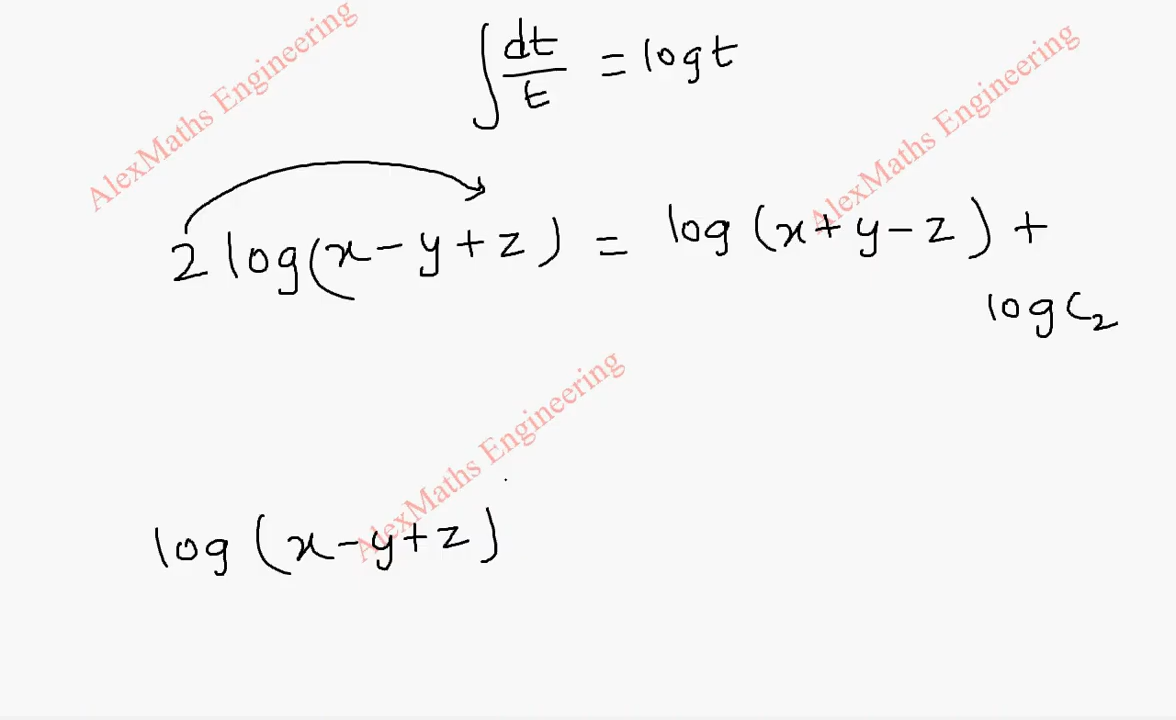 AlexMaths Engineering
AlexMaths Engineering
∫ dt/t = log t
2 log(x - y + z) = log (x + y - z) +
log C₂
AlexMaths Engineering
log (x - y + z)